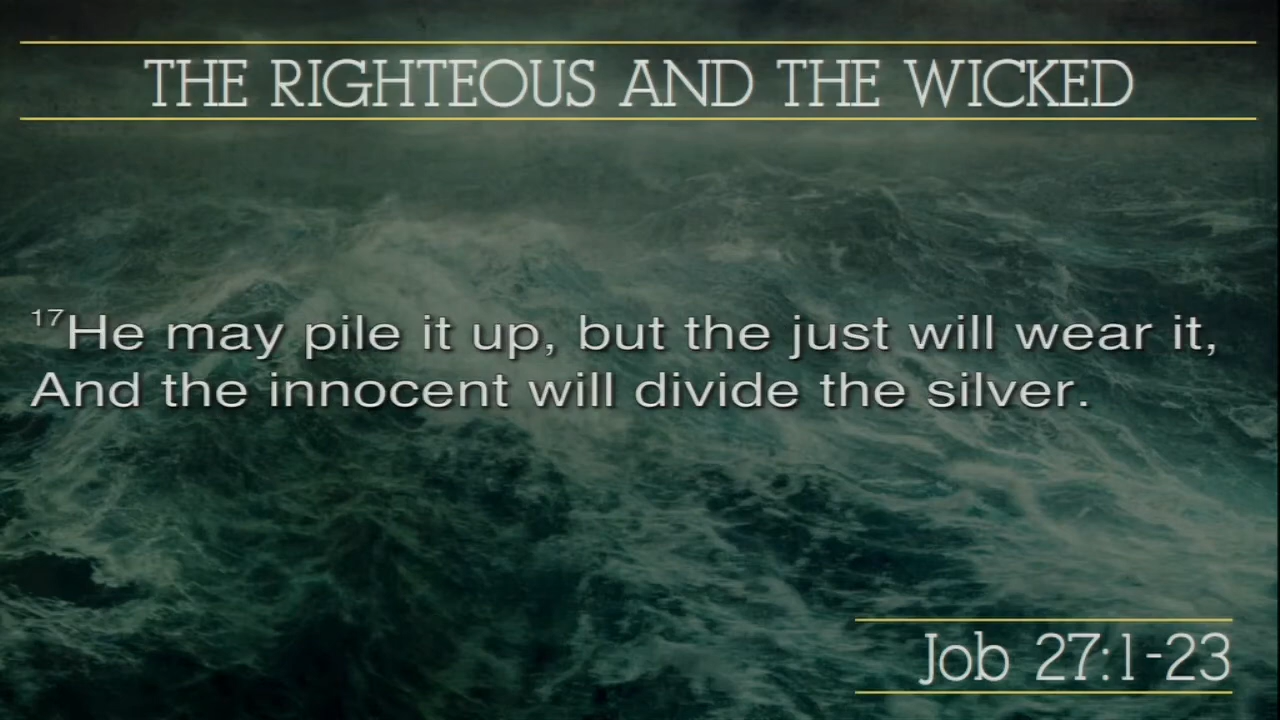 THE RIGHTEOUS AND THE WICKED
17He may pile it up, but the just will wear it,
And the innocent will divide the silver.
Job 27:1-23